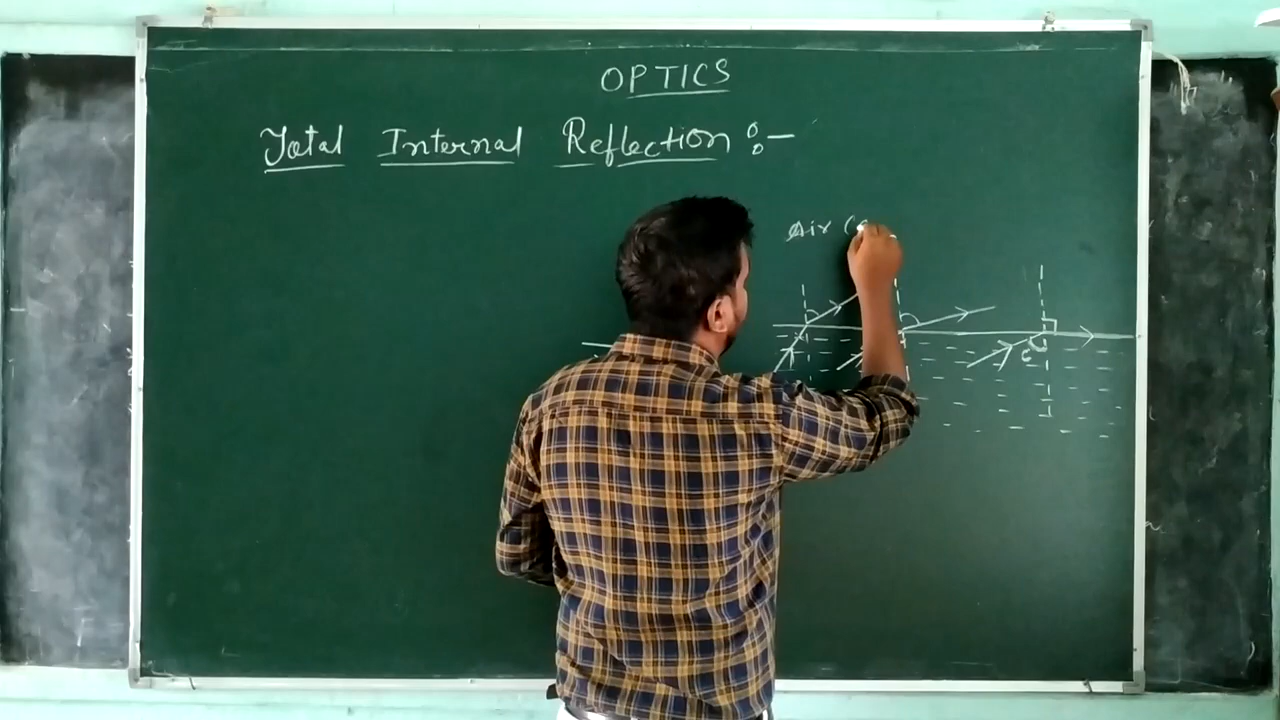 OPTICS
Total Internal Reflection :-
Air (
c